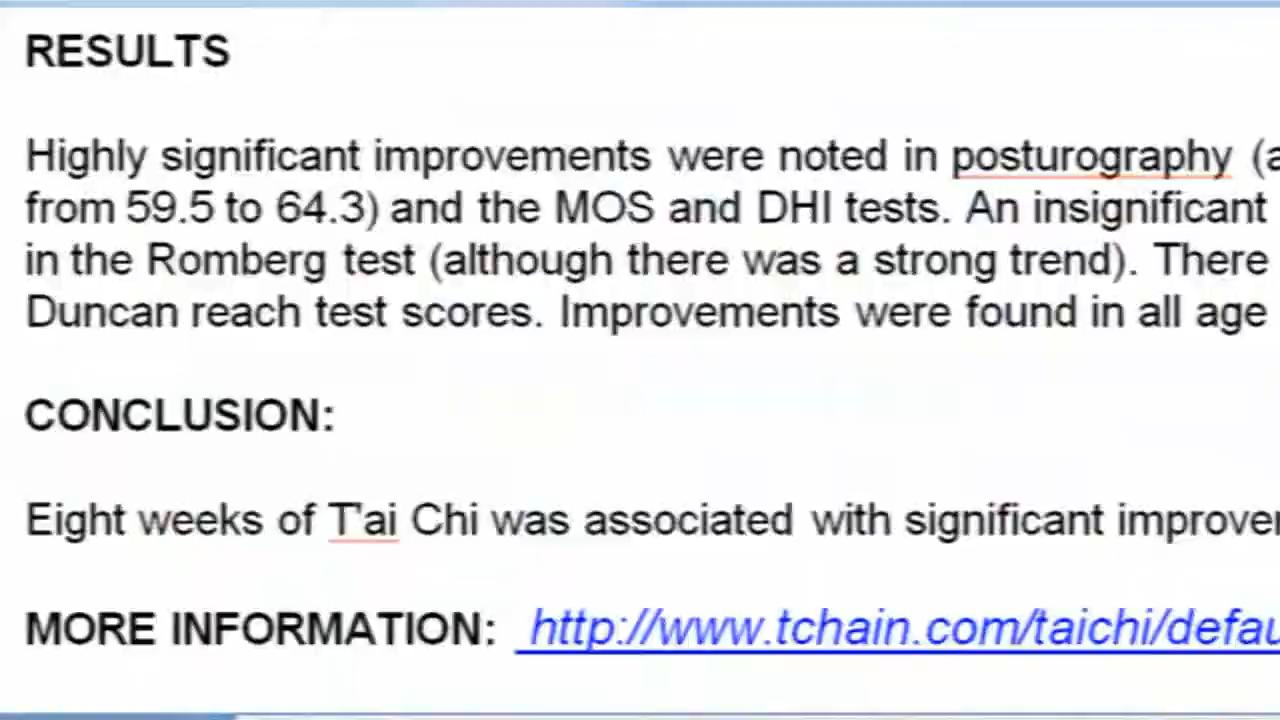 RESULTS
Highly significant improvements were noted in posturography (a
from 59.5 to 64.3) and the MOS and DHI tests. An insignificant
in the Romberg test (although there was a strong trend). There
Duncan reach test scores. Improvements were found in all age
CONCLUSION:
Eight weeks of T'ai Chi was associated with significant improve
MORE INFORMATION: http://www.tchain.com/taichi/defau